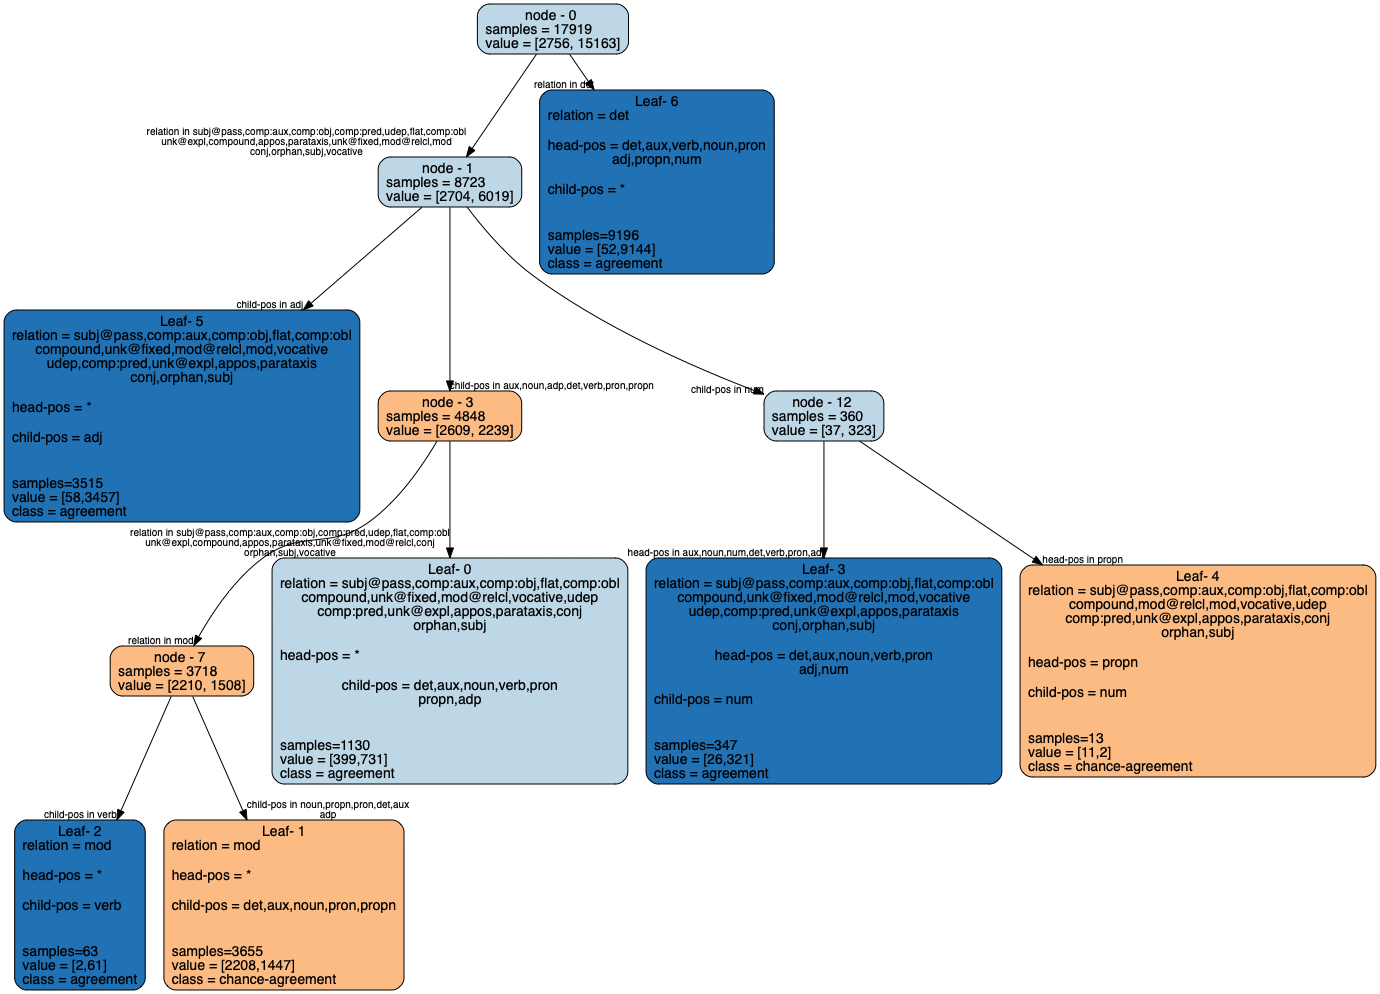 node - 0
samples = 17919
value = [2756, 15163]
relation in det
Leaf- 6
relation = det
head-pos = det,aux,verb,noun,pron
adj,propn,num
child-pos = *
samples=9196
value = [52,9144]
class = agreement
relation in subj@pass,comp:aux,comp:obj,comp:pred,udep,flat,comp:obl
unk@expl,compound,appos,parataxis,unk@fixed,mod@relcl,mod
conj,orphan,subj,vocative
node - 1
samples = 8723
value = [2704, 6019]
child-pos in adj
Leaf- 5
relation = subj@pass,comp:aux,comp:obj,flat,comp:obl
compound,unk@fixed,mod@relcl,mod,vocative
udep,comp:pred,unk@expl,appos,parataxis
conj,orphan,subj
head-pos = *
child-pos = adj
samples=3515
value = [58,3457]
class = agreement
child-pos in aux,noun,adp,det,verb,pron,propn
node - 3
samples = 4848
value = [2609, 2239]
child-pos in num
node - 12
samples = 360
value = [37, 323]
relation in subj@pass,comp:aux,comp:obj,comp:pred,udep,flat,comp:obl
unk@expl,compound,appos,parataxis,unk@fixed,mod@relcl,conj
orphan,subj,vocative
Leaf- 0
relation = subj@pass,comp:aux,comp:obj,flat,comp:obl
compound,unk@fixed,mod@relcl,vocative,udep
comp:pred,unk@expl,appos,parataxis,conj
orphan,subj
head-pos = *
child-pos = det,aux,noun,verb,pron
propn,adp
samples=1130
value = [399,731]
class = agreement
head-pos in aux,noun,num,det,verb,pron,adj
Leaf- 3
relation = subj@pass,comp:aux,comp:obj,flat,comp:obl
compound,unk@fixed,mod@relcl,mod,vocative
udep,comp:pred,unk@expl,appos,parataxis
conj,orphan,subj
head-pos = det,aux,noun,verb,pron
adj,num
child-pos = num
samples=347
value = [26,321]
class = agreement
head-pos in propn
Leaf- 4
relation = subj@pass,comp:aux,comp:obj,flat,comp:obl
compound,mod@relcl,mod,vocative,udep
comp:pred,unk@expl,appos,parataxis,conj
orphan,subj
head-pos = propn
child-pos = num
samples=13
value = [11,2]
class = chance-agreement
relation in mod
node - 7
samples = 3718
value = [2210, 1508]
child-pos in verb
Leaf- 2
relation = mod
head-pos = *
child-pos = verb
samples=63
value = [2,61]
class = agreement
child-pos in noun,propn,pron,det,aux
adp
Leaf- 1
relation = mod
head-pos = *
child-pos = det,aux,noun,pron,propn
samples=3655
value = [2208,1447]
class = chance-agreement